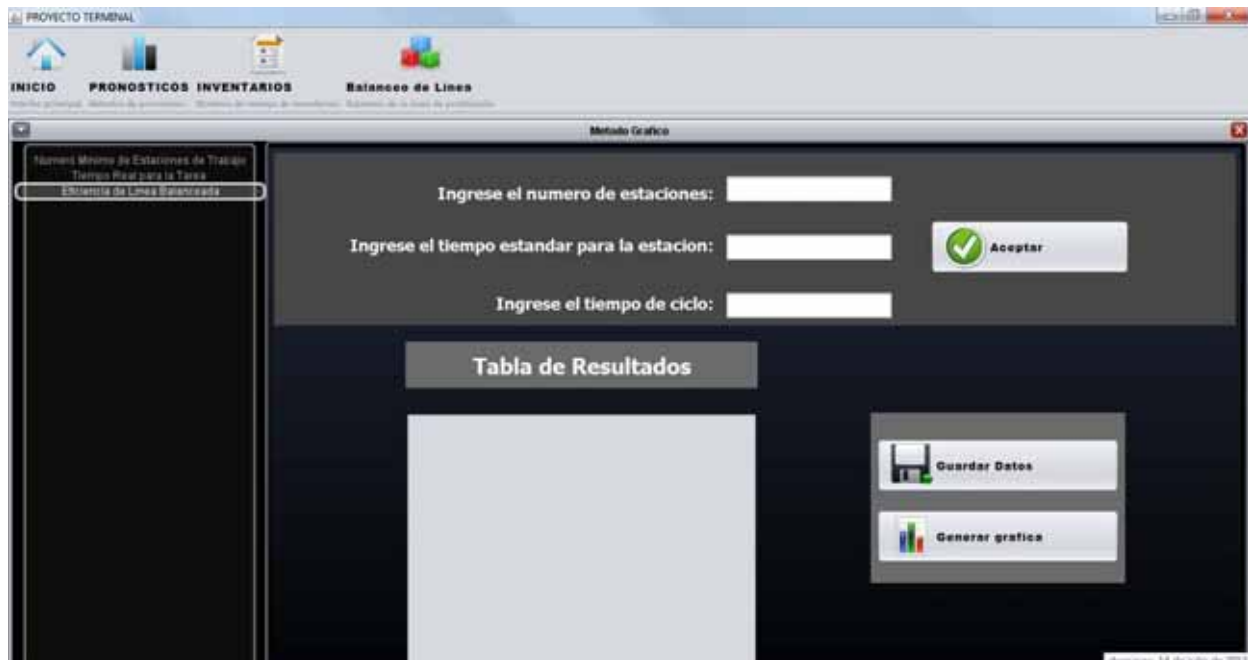 PROYECTO TERMINAL
INICIO
PRONOSTICOS
INVENTARIOS
Balanceo de Linea
Metodo Grafico
Numero Minimo de Estaciones de Trabajo
Tiempo Real para la Tarea
Eficiencia de Linea Balanceada
Ingrese el numero de estaciones:
Ingrese el tiempo estandar para la estacion:
Aceptar
Ingrese el tiempo de ciclo:
Tabla de Resultados
Guardar Datos
Generar grafica